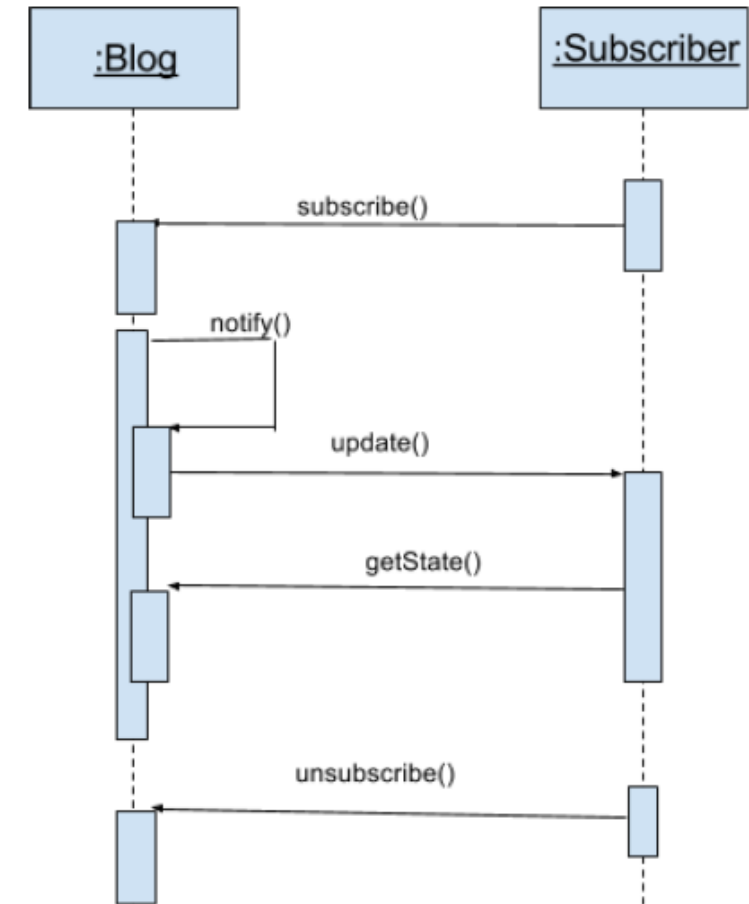 :Blog
:Subscriber
subscribe()
notify()
update()
getState()
unsubscribe()